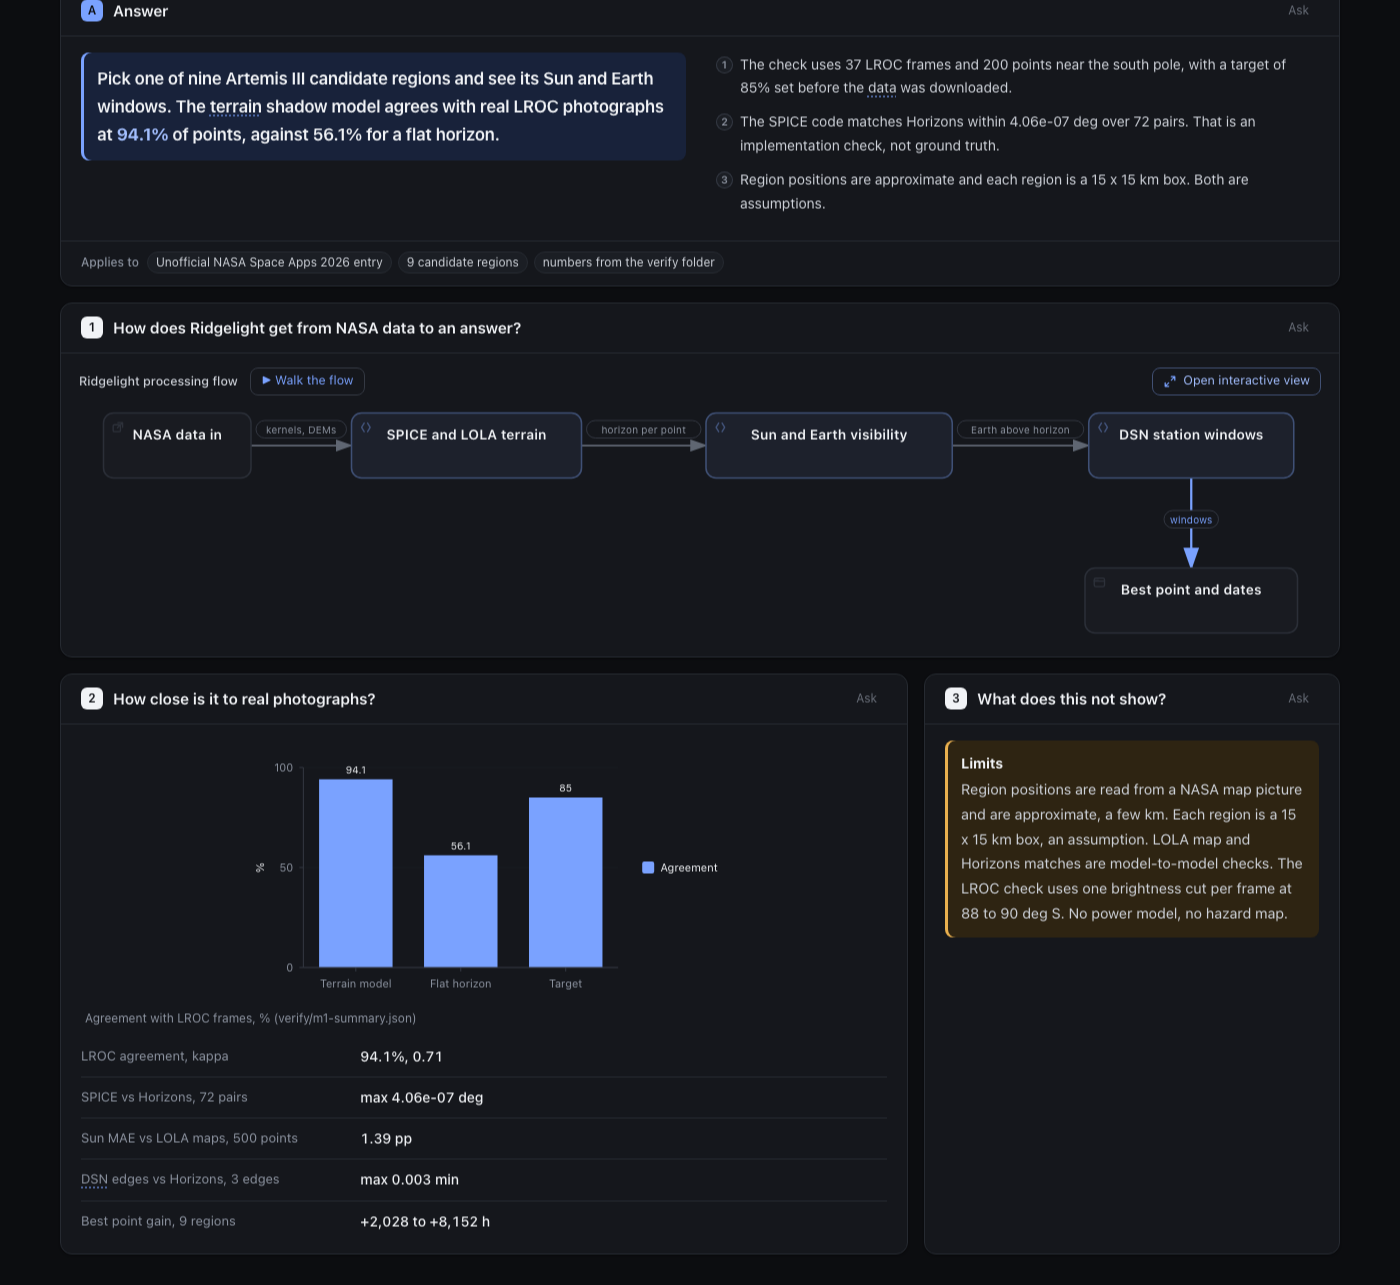 A Answer Ask
Pick one of nine Artemis III candidate regions and see its Sun and Earth
windows. The terrain shadow model agrees with real LROC photographs
at 94.1% of points, against 56.1% for a flat horizon.
1 The check uses 37 LROC frames and 200 points near the south pole, with a target of
85% set before the data was downloaded.
2 The SPICE code matches Horizons within 4.06e-07 deg over 72 pairs. That is an
implementation check, not ground truth.
3 Region positions are approximate and each region is a 15 x 15 km box. Both are
assumptions.
Applies to Unofficial NASA Space Apps 2026 entry 9 candidate regions numbers from the verify folder
1 How does Ridgelight get from NASA data to an answer? Ask
Ridgelight processing flow Walk the flow Open interactive view
NASA data in kernels, DEMs SPICE and LOLA terrain horizon per point Sun and Earth visibility Earth above horizon DSN station windows
windows
Best point and dates
2 How close is it to real photographs? Ask
100
50
0
%
94.1
56.1
85
Agreement
Terrain model Flat horizon Target
Agreement with LROC frames, % (verify/m1-summary.json)
LROC agreement, kappa 94.1%, 0.71
SPICE vs Horizons, 72 pairs max 4.06e-07 deg
Sun MAE vs LOLA maps, 500 points 1.39 pp
DSN edges vs Horizons, 3 edges max 0.003 min
Best point gain, 9 regions +2,028 to +8,152 h
3 What does this not show? Ask
Limits
Region positions are read from a NASA map picture
and are approximate, a few km. Each region is a 15
x 15 km box, an assumption. LOLA map and
Horizons matches are model-to-model checks. The
LROC check uses one brightness cut per frame at
88 to 90 deg S. No power model, no hazard map.